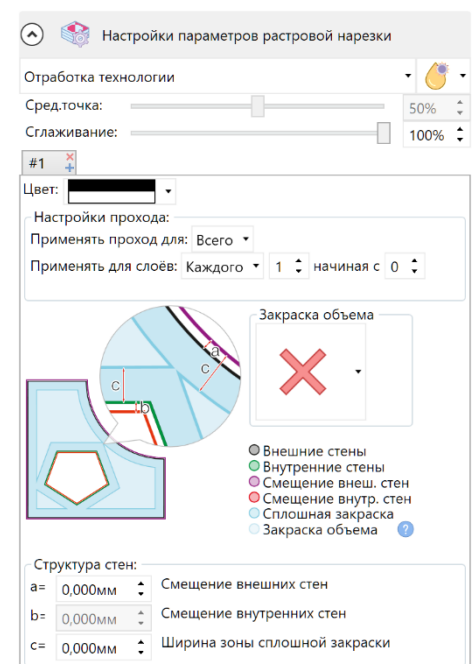 Настройки параметров растровой нарезки
Отработка технологии
Сред.точка: 50%
Сглаживание: 100%
#1
Цвет:
Настройки прохода:
Применять проход для: Всего
Применять для слоёв: Каждого 1 начиная с 0
Закраска объема
a
c
c
b
Внешние стены
Внутренние стены
Смещение внеш. стен
Смещение внутр. стен
Сплошная закраска
Закраска объема ?
Структура стен:
a= 0,000мм Смещение внешних стен
b= 0,000мм Смещение внутренних стен
c= 0,000мм Ширина зоны сплошной закраски